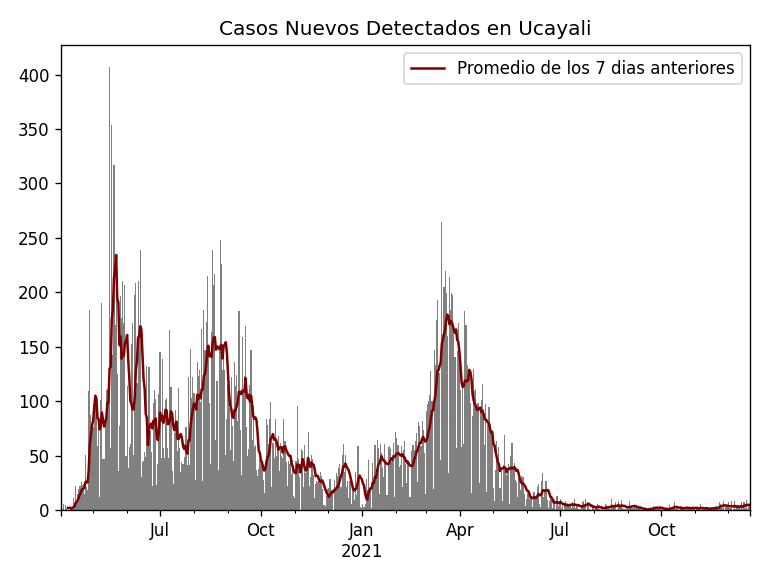 Casos Nuevos Detectados en Ucayali
Promedio de los 7 dias anteriores
400
350
300
250
200
150
100
50
0
Jul
Oct
Jan
2021
Apr
Jul
Oct